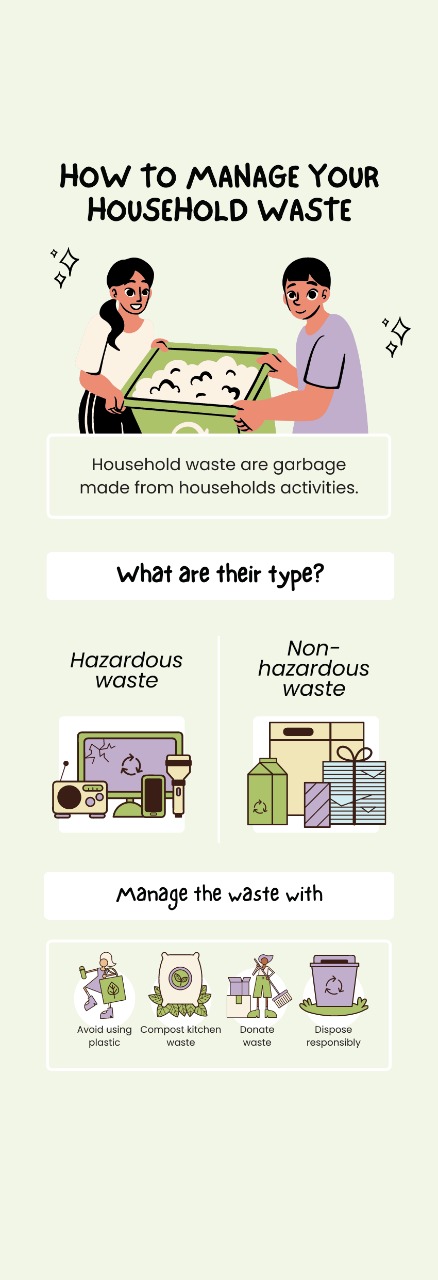 HOW TO MANAGE YOUR
HOUSEHOLD WASTE
Household waste are garbage
made from households activities.
What are their type?
Hazardous
waste
Non-
hazardous
waste
Manage the waste with
Avoid using
plastic
Compost kitchen
waste
Donate
waste
Dispose
responsibly